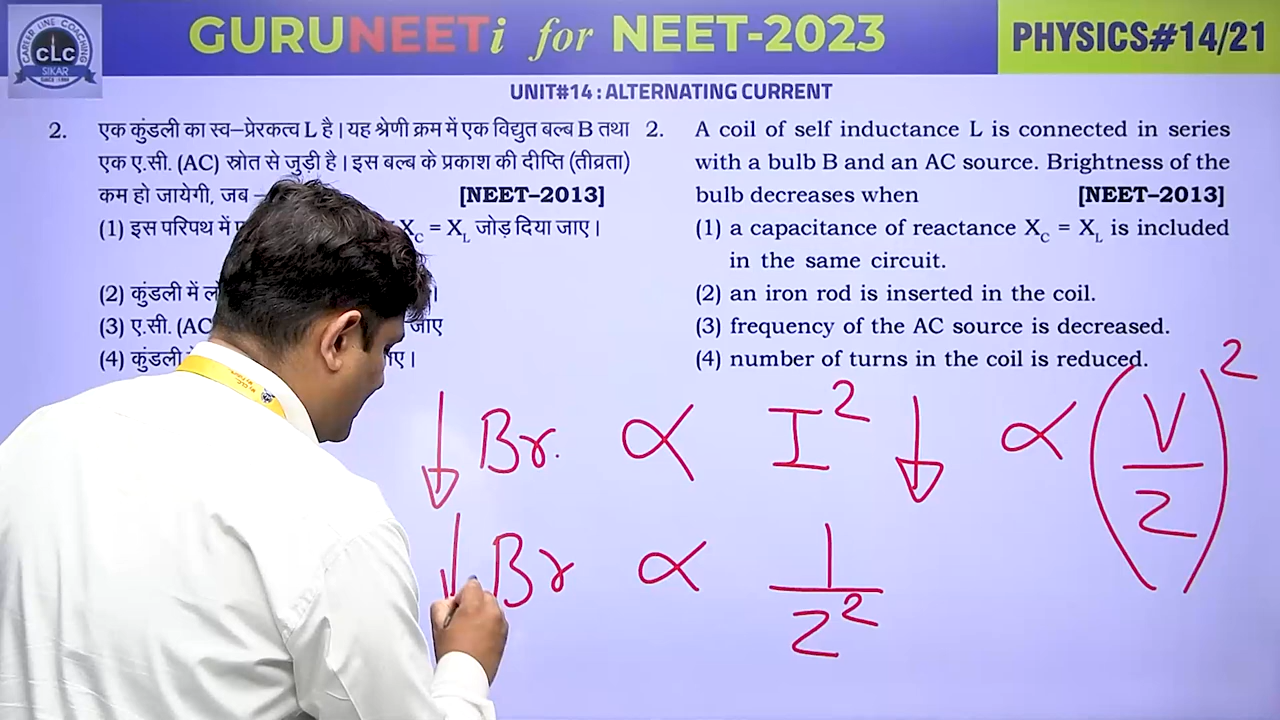 GURUNEETi for NEET-2023
PHYSICS#14/21
CAREER LINE COACHING
CLC
SIKAR
UNIT#14 : ALTERNATING CURRENT
2. एक कुंडली का स्व–प्रेरकत्व L है। यह श्रेणी क्रम में एक विद्युत बल्ब B तथा
एक ए.सी. (AC) स्रोत से जुड़ी है। इस बल्ब के प्रकाश की दीप्ति (तीव्रता)
कम हो जायेगी, जब –
[NEET–2013]
(1) इस परिपथ में X_C = X_L जोड़ दिया जाए।
(2) कुंडली में
(3) ए.सी. (AC जाए
(4) कुंडली
2. A coil of self inductance L is connected in series
with a bulb B and an AC source. Brightness of the
bulb decreases when [NEET–2013]
(1) a capacitance of reactance X_C = X_L is included
in the same circuit.
(2) an iron rod is inserted in the coil.
(3) frequency of the AC source is decreased.
(4) number of turns in the coil is reduced.
↓ Br. ∝ I² ↓ ∝ (V/Z)²
↓ Br ∝ 1/Z²